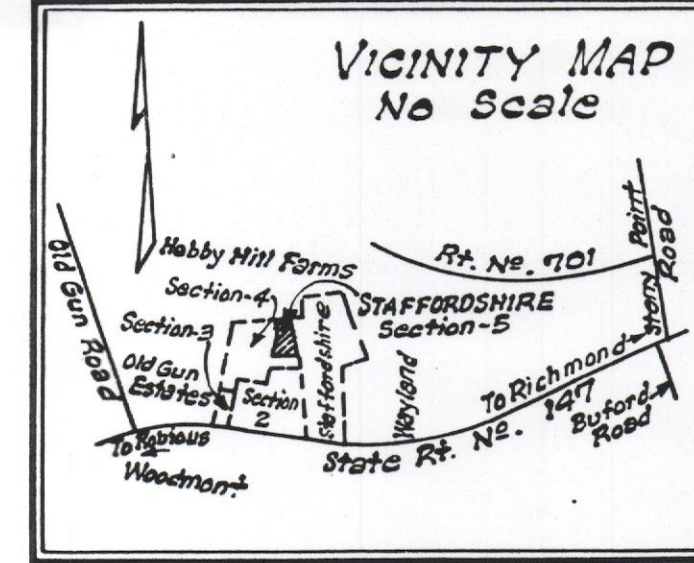 VICINITY MAP
No Scale
Old Gun Road
Hobby Hill Farms
Section-4
Section-3
Old Gun
Estates
Section
2
Staffordshire
STAFFORDSHIRE
Section-5
Rt. No. 701
Stony Point
Road
Wayland
To Richmond
147
State Rt. No.
Buford
Road
To Robious
Woodmont